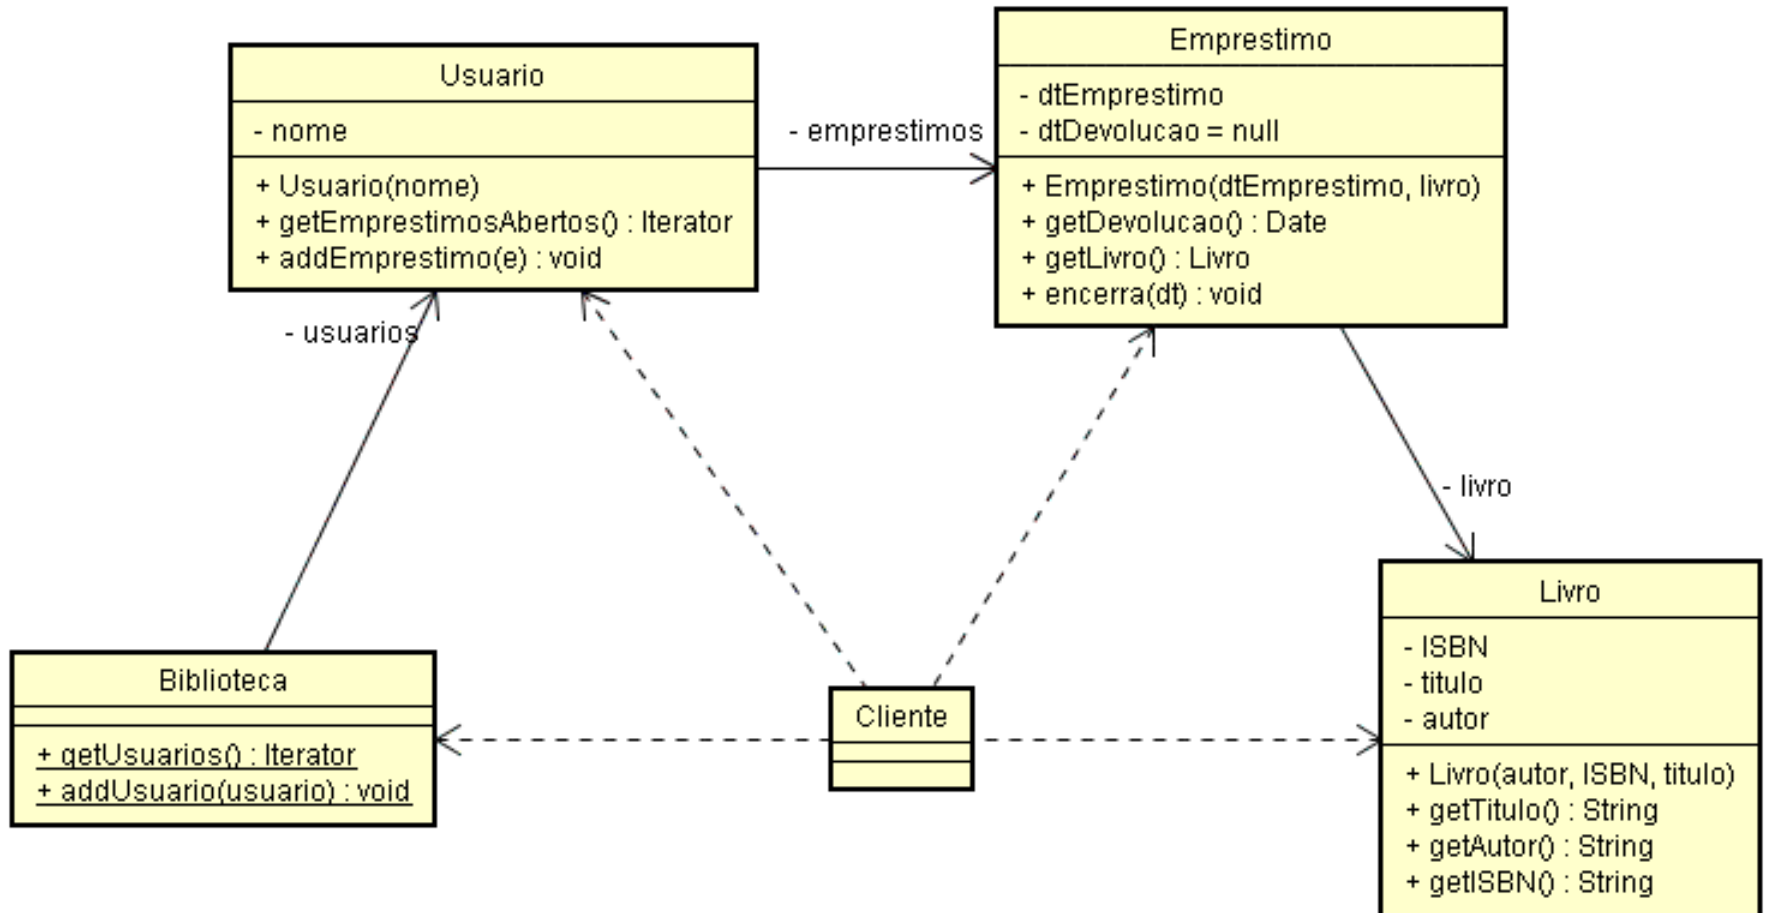 Usuario
- nome
+ Usuario(nome)
+ getEmprestimosAbertos() : Iterator
+ addEmprestimo(e) : void
- emprestimos
Emprestimo
- dtEmprestimo
- dtDevolucao = null
+ Emprestimo(dtEmprestimo, livro)
+ getDevolucao() : Date
+ getLivro() : Livro
+ encerra(dt) : void
- usuarios
- livro
Biblioteca
+ getUsuarios() : Iterator
+ addUsuario(usuario) : void
Cliente
Livro
- ISBN
- titulo
- autor
+ Livro(autor, ISBN, titulo)
+ getTitulo() : String
+ getAutor() : String
+ getISBN() : String